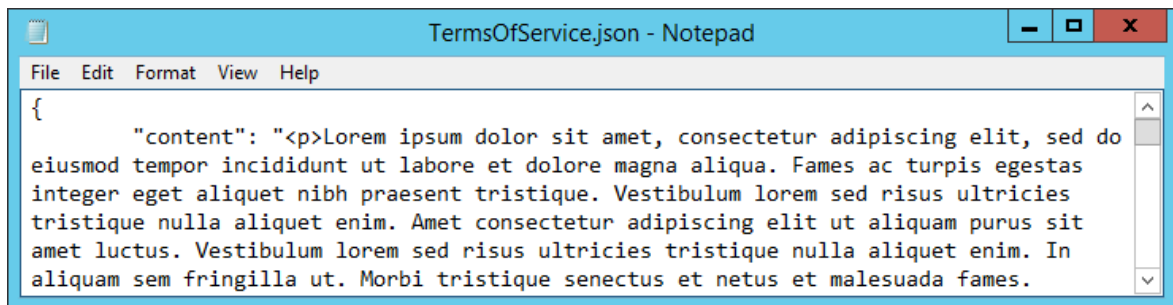 TermsOfService.json - Notepad
File Edit Format View Help
{
"content": "<p>Lorem ipsum dolor sit amet, consectetur adipiscing elit, sed do
eiusmod tempor incididunt ut labore et dolore magna aliqua. Fames ac turpis egestas
integer eget aliquet nibh praesent tristique. Vestibulum lorem sed risus ultricies
tristique nulla aliquet enim. Amet consectetur adipiscing elit ut aliquam purus sit
amet luctus. Vestibulum lorem sed risus ultricies tristique nulla aliquet enim. In
aliquam sem fringilla ut. Morbi tristique senectus et netus et malesuada fames.